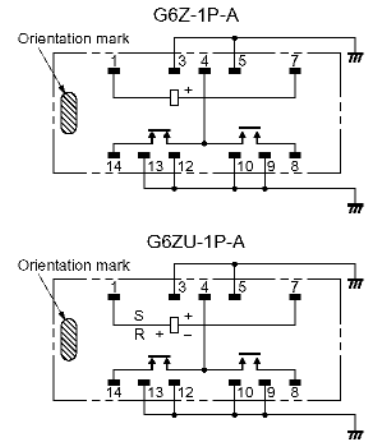 G6Z-1P-A
Orientation mark
1 3 4 5 7
+
14 13 12 10 9 8
G6ZU-1P-A
Orientation mark
1 3 4 5 7
S +
R + −
14 13 12 10 9 8